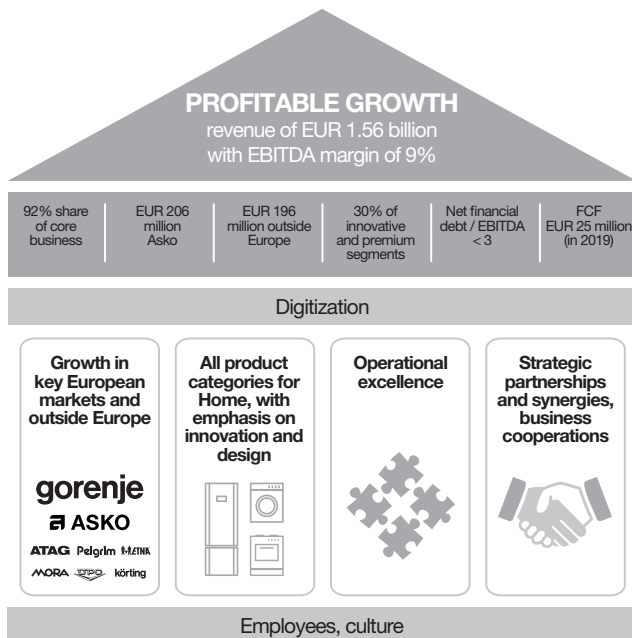 PROFITABLE GROWTH
revenue of EUR 1.56 billion
with EBITDA margin of 9%
92% share
of core
business
EUR 206
million
Asko
EUR 196
million outside
Europe
30% of
innovative
and premium
segments
Net financial
debt / EBITDA
< 3
FCF
EUR 25 million
(in 2019)
Digitization
Growth in
key European
markets and
outside Europe
gorenje
ASKO
ATAG Pelgrim ETNA
MORA UPO körting
All product
categories for
Home, with
emphasis on
innovation and
design
Operational
excellence
Strategic
partnerships
and synergies,
business
cooperations
Employees, culture